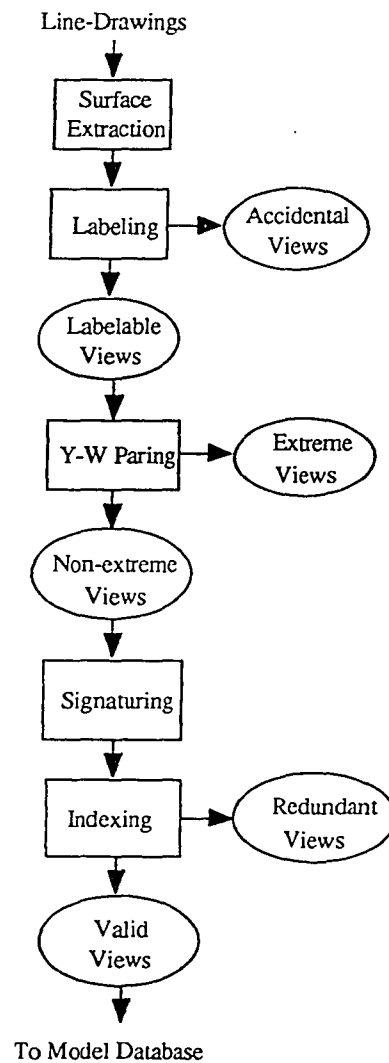 Line-Drawings
Surface
Extraction
Labeling
Accidental
Views
Labelable
Views
Y-W Paring
Extreme
Views
Non-extreme
Views
Signaturing
Indexing
Redundant
Views
Valid
Views
To Model Database